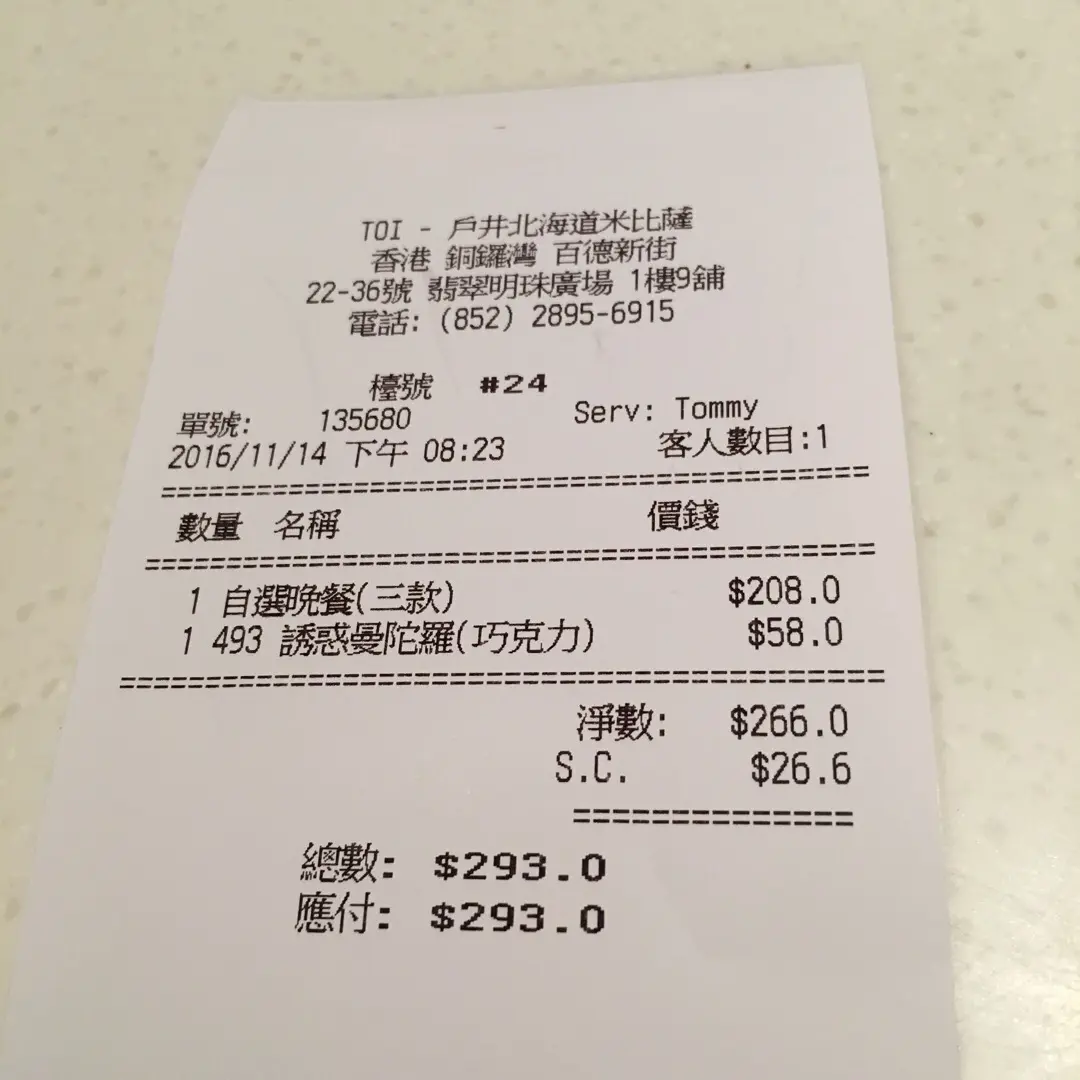 TOI - 戶井北海道米比薩
香港 銅鑼灣 百德新街
22-36號 翡翠明珠廣場 1樓9舖
電話: (852) 2895-6915
檯號 #24
單號: 135680 Serv: Tommy
2016/11/14 下午 08:23 客人數目:1
數量 名稱 價錢
1 自選晚餐(三款) $208.0
1 493 誘惑曼陀羅(巧克力) $58.0
淨數: $266.0
S.C. $26.6
總數: $293.0
應付: $293.0